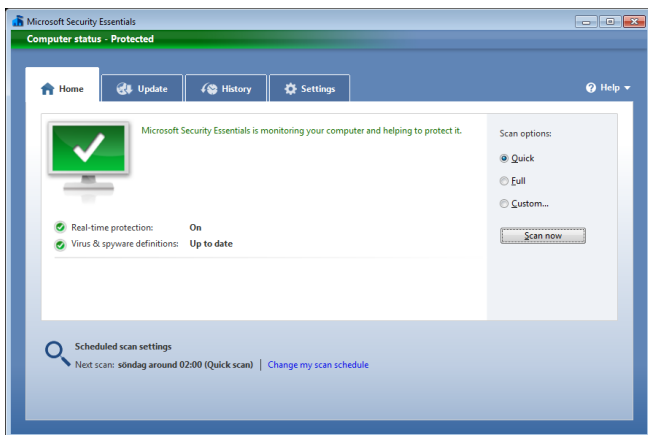 Microsoft Security Essentials
Computer status - Protected
Home
Update
History
Settings
Help
Microsoft Security Essentials is monitoring your computer and helping to protect it.
Real-time protection: On
Virus & spyware definitions: Up to date
Scan options:
Quick
Full
Custom...
Scan now
Scheduled scan settings
Next scan: söndag around 02:00 (Quick scan) | Change my scan schedule